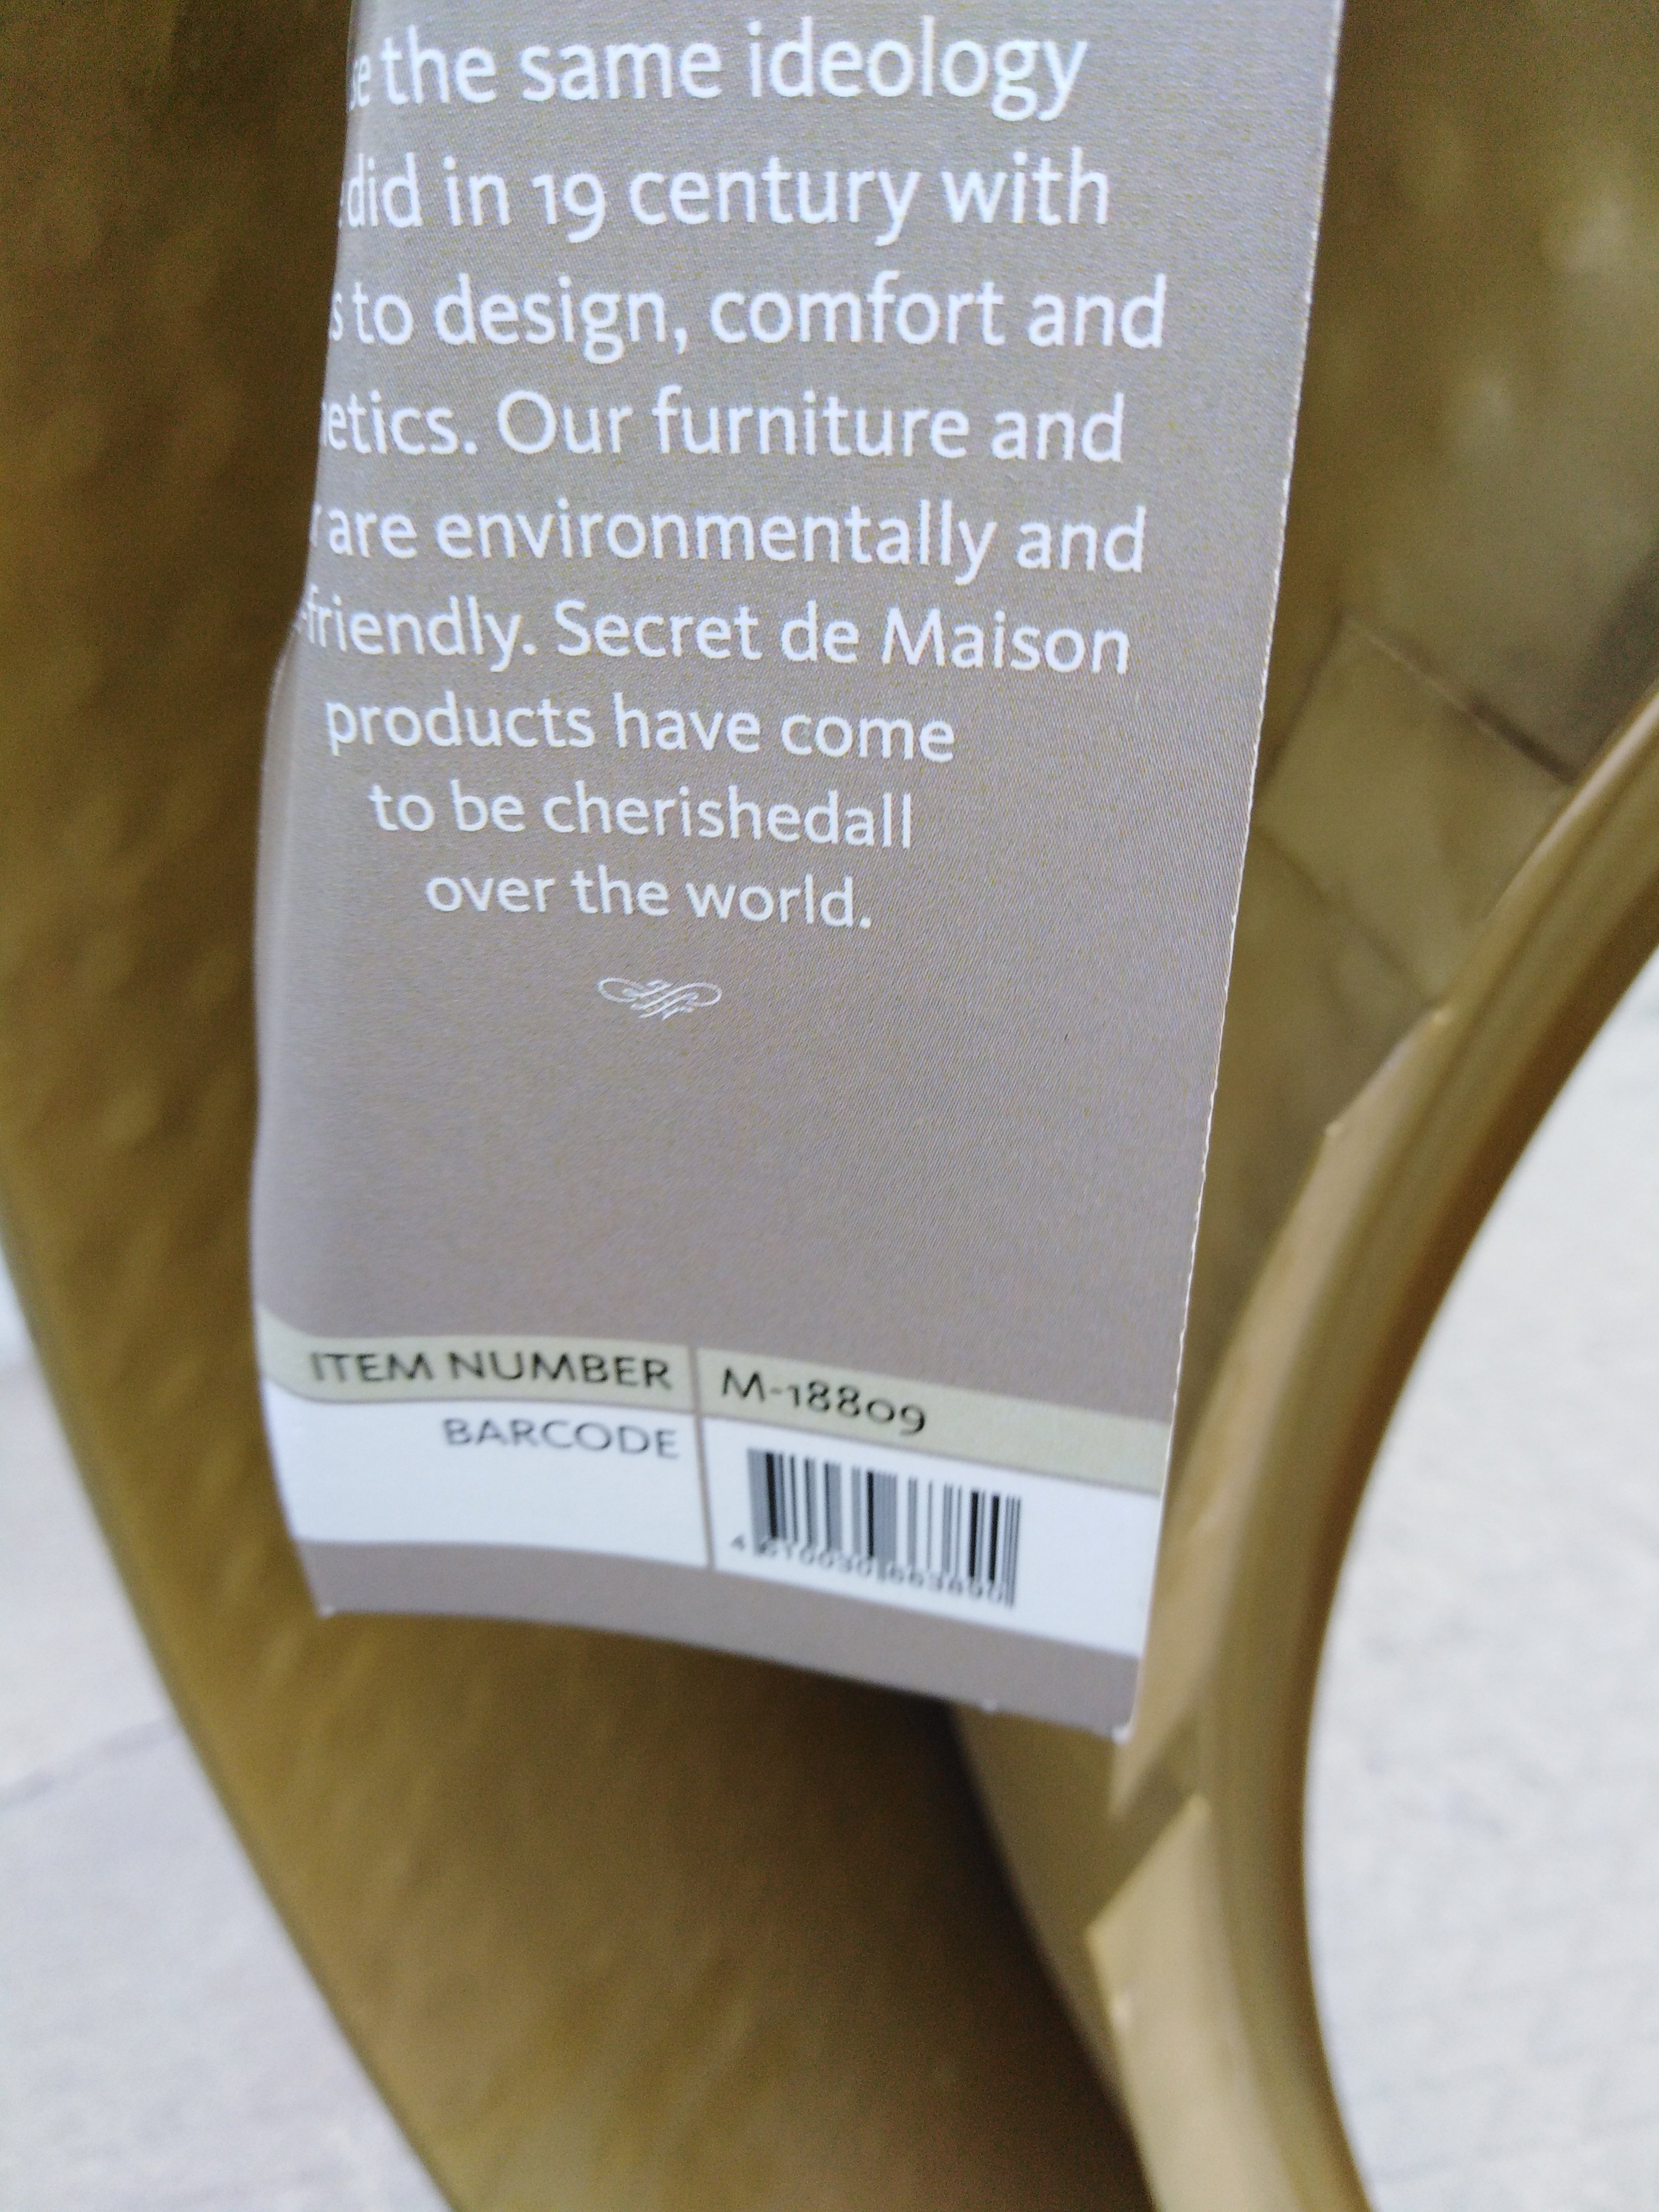 the same ideology
did in 19 century with
to design, comfort and
Our furniture and
are environmentally and
friendly. Secret de Maison
products have come
to be cherishedall
over the world.
ITEM NUMBER M-18809
BARCODE